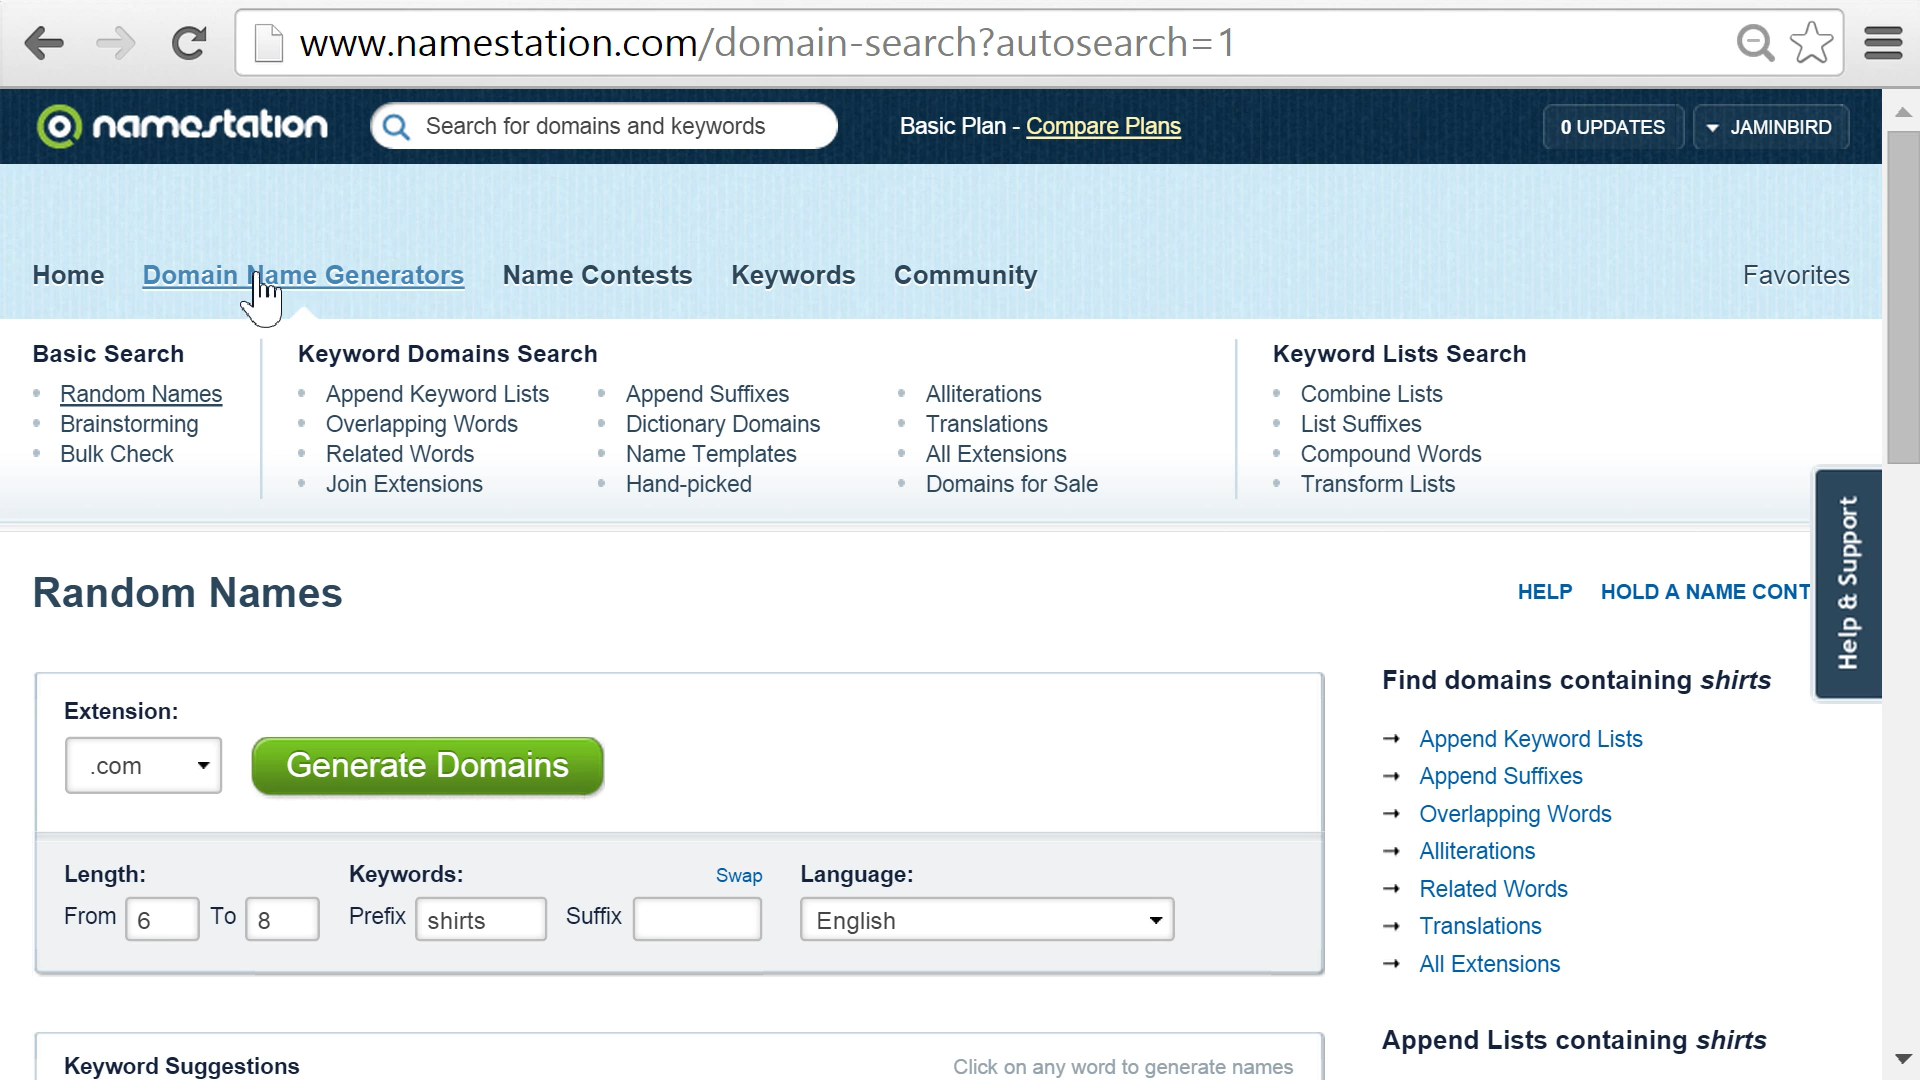 www.namestation.com/domain-search?autosearch=1
namestation Search for domains and keywords Basic Plan - Compare Plans 0 UPDATES JAMINBIRD
Home Domain Name Generators Name Contests Keywords Community Favorites
Basic Search Keyword Domains Search Keyword Lists Search
Random Names Append Keyword Lists Append Suffixes Alliterations Combine Lists
Brainstorming Overlapping Words Dictionary Domains Translations List Suffixes
Bulk Check Related Words Name Templates All Extensions Compound Words
Join Extensions Hand-picked Domains for Sale Transform Lists
Help & Support
Random Names HELP HOLD A NAME CONT
Extension:
.com Generate Domains
Length: Keywords: Swap Language:
From 6 To 8 Prefix shirts Suffix English
Find domains containing shirts
Append Keyword Lists
Append Suffixes
Overlapping Words
Alliterations
Related Words
Translations
All Extensions
Keyword Suggestions Click on any word to generate names
Append Lists containing shirts